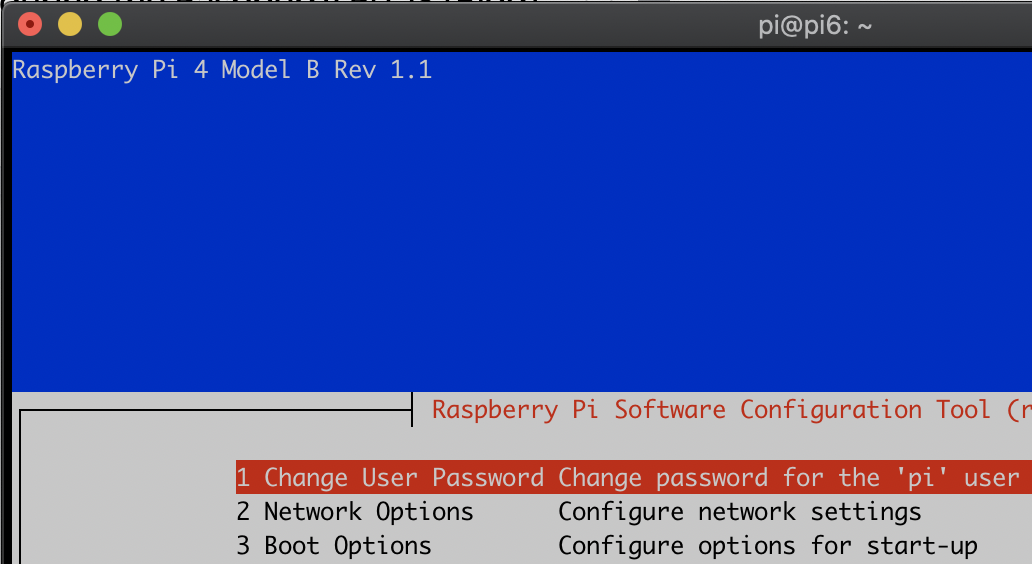 pi@pi6: ~
Raspberry Pi 4 Model B Rev 1.1
Raspberry Pi Software Configuration Tool (r
1 Change User Password Change password for the 'pi' user
2 Network Options Configure network settings
3 Boot Options Configure options for start-up